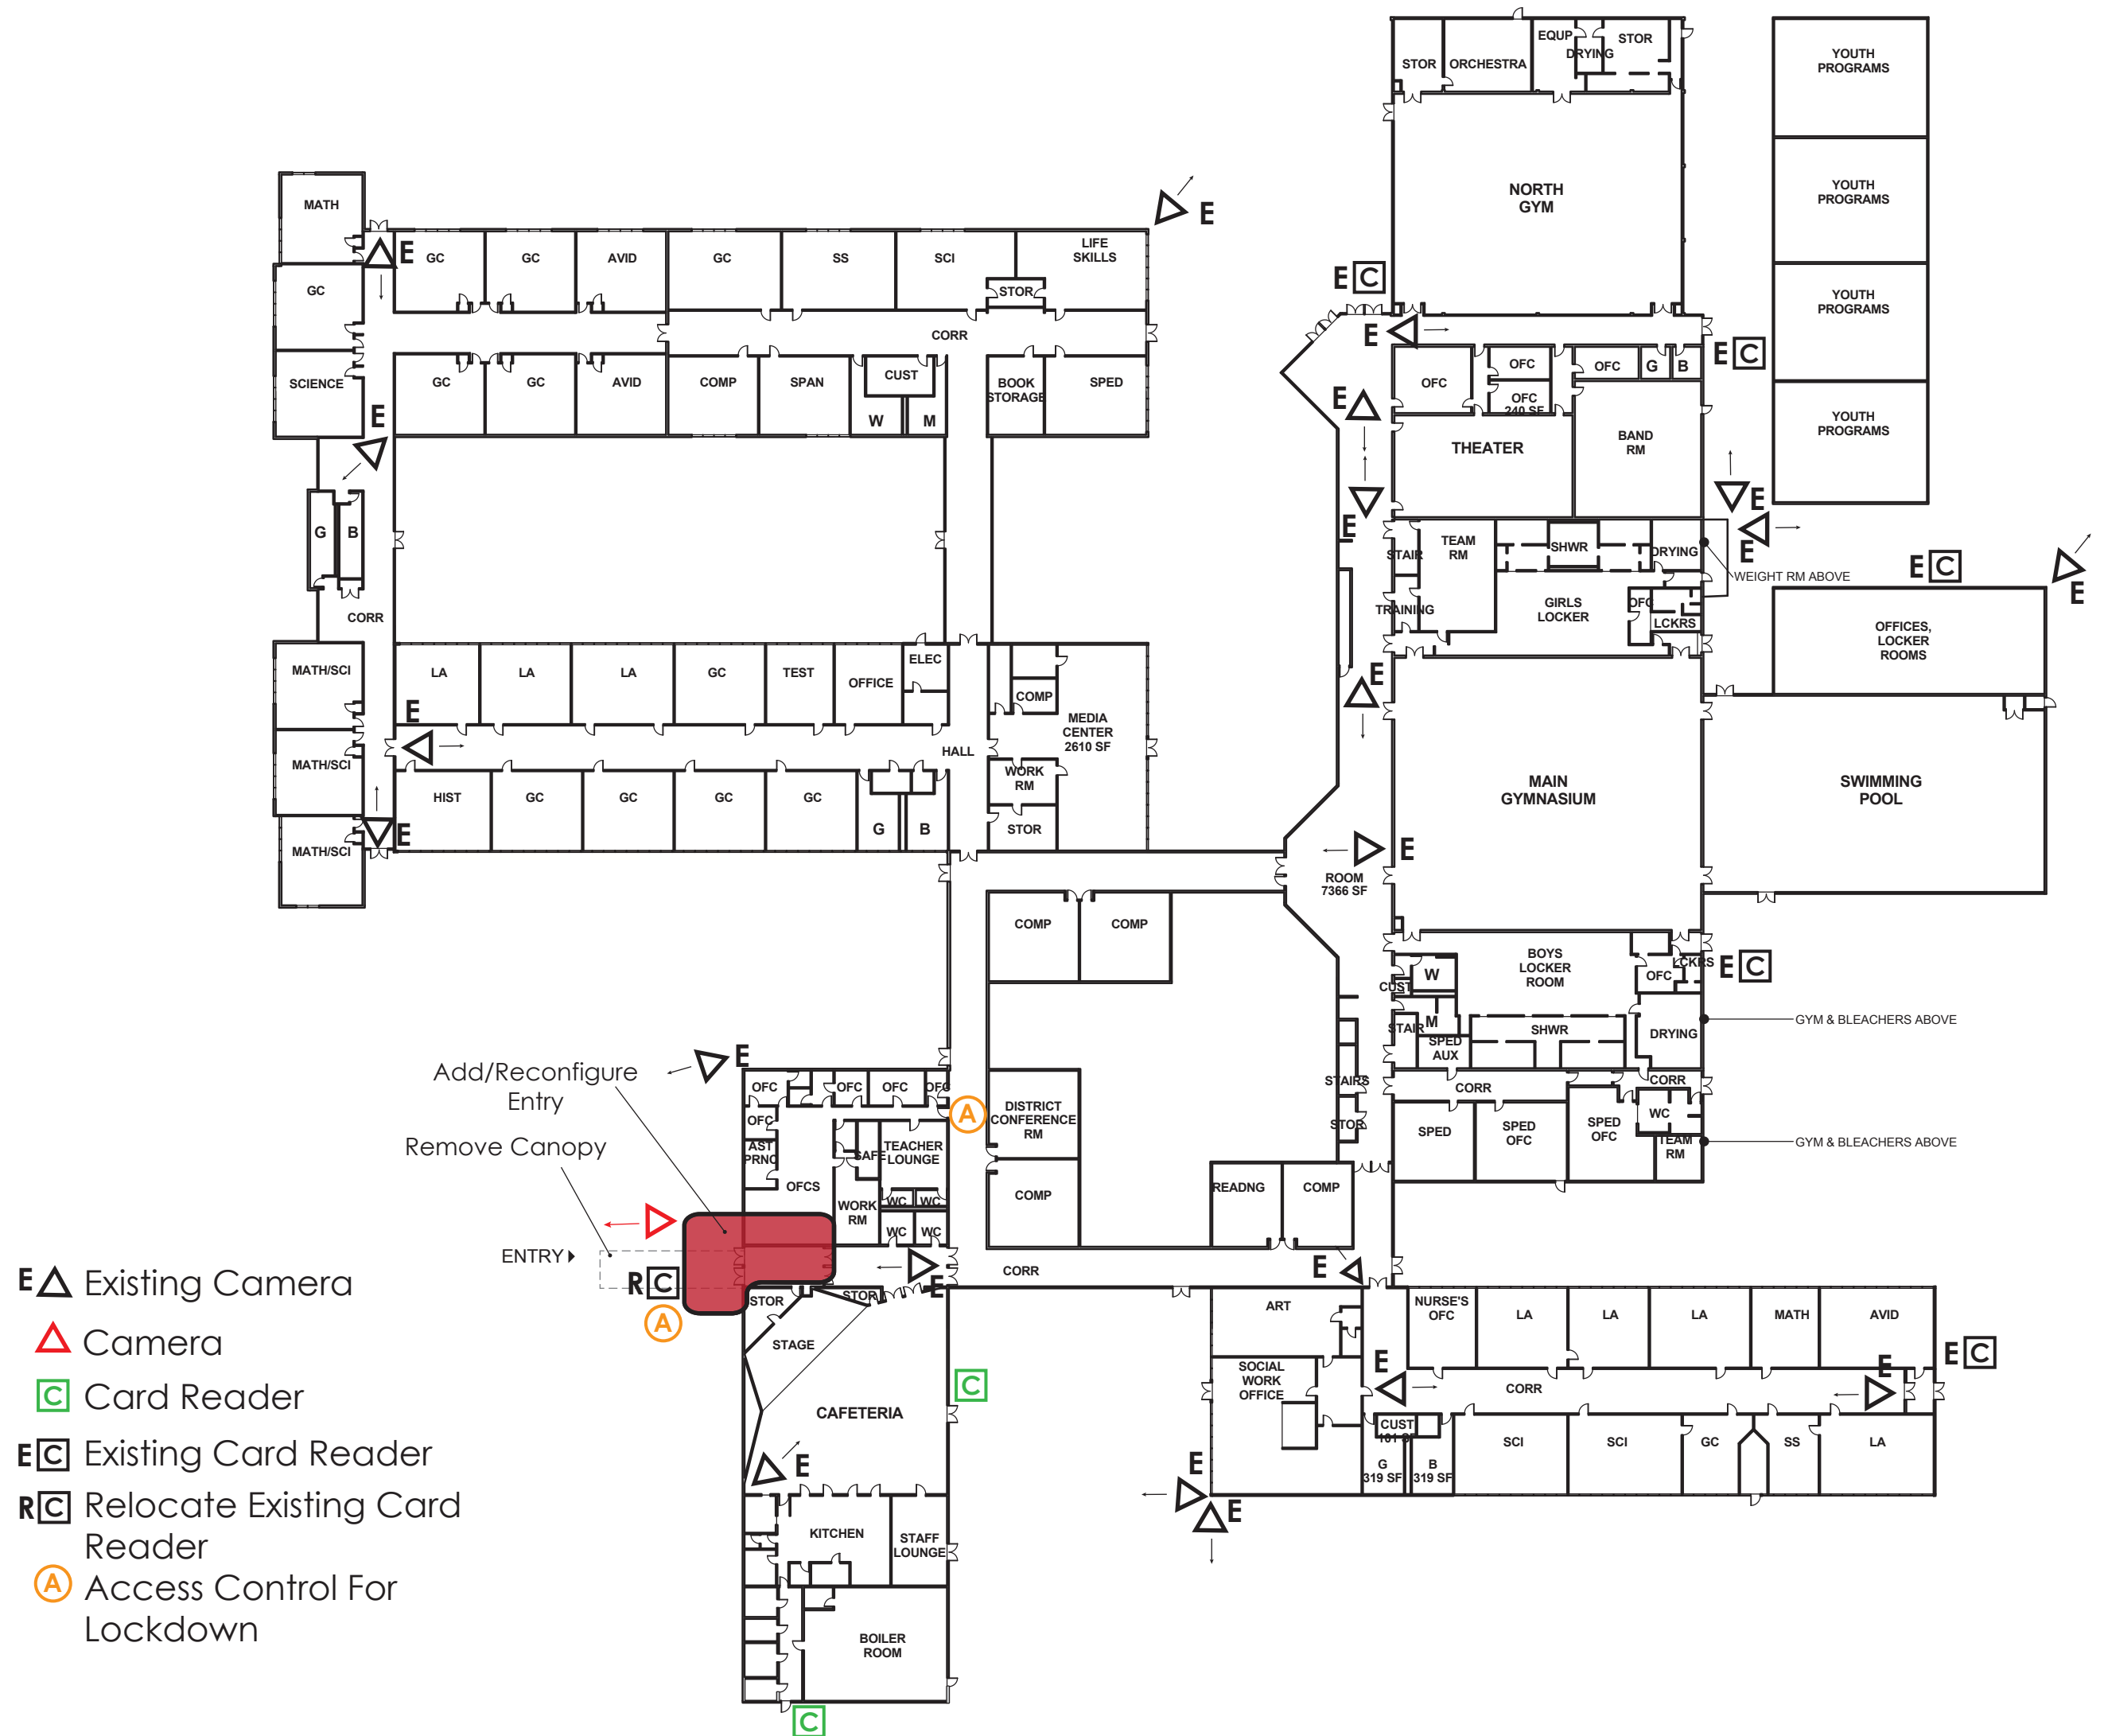 STOR
ORCHESTRA
EQUP
DRYING
STOR
YOUTH
PROGRAMS
YOUTH
PROGRAMS
YOUTH
PROGRAMS
YOUTH
PROGRAMS
NORTH
GYM
E C
E
E C
OFC
OFC
OFC
240 SF
OFC
G
B
E
THEATER
BAND
RM
E
E
E
E
MATH
E
GC
GC
AVID
GC
SS
SCI
LIFE
SKILLS
STOR
GC
CORR
SCIENCE
GC
GC
AVID
COMP
SPAN
CUST
W
M
BOOK
STORAGE
SPED
E
G
B
CORR
STAIR
TEAM
RM
SHWR
DRYING
WEIGHT RM ABOVE
TRAINING
GIRLS
LOCKER
OFC
LCKRS
E C
E
OFFICES,
LOCKER
ROOMS
MATH/SCI
LA
LA
LA
GC
TEST
OFFICE
ELEC
COMP
MEDIA
CENTER
2610 SF
E
E
HALL
WORK
RM
STOR
MATH/SCI
HIST
GC
GC
GC
GC
G
B
E
MATH/SCI
MAIN
GYMNASIUM
SWIMMING
POOL
E
ROOM
7366 SF
COMP
COMP
BOYS
LOCKER
ROOM
W
CUST
OFC
LCKRS
E C
STAIR
M
SPED
AUX
SHWR
DRYING
GYM & BLEACHERS ABOVE
STAIRS
STOR
CORR
CORR
SPED
SPED
OFC
SPED
OFC
WC
TEAM
RM
GYM & BLEACHERS ABOVE
E
Add/Reconfigure
Entry
Remove Canopy
OFC
OFC
OFC
OFC
A
OFC
AST
PRNC
SAFE
TEACHER
LOUNGE
OFCS
WORK
RM
WC
WC
WC
WC
DISTRICT
CONFERENCE
RM
COMP
READNG
COMP
ENTRY
R C
A
E
CORR
E
STOR
STOR
STAGE
CAFETERIA
C
E
KITCHEN
STAFF
LOUNGE
BOILER
ROOM
C
ART
NURSE'S
OFC
LA
LA
LA
MATH
AVID
SOCIAL
WORK
OFFICE
E
CORR
E
E C
CUST
161 SF
G
319 SF
B
319 SF
SCI
SCI
GC
SS
LA
E
E
E Existing Camera
Camera
C Card Reader
E C Existing Card Reader
R C Relocate Existing Card
Reader
A Access Control For
Lockdown